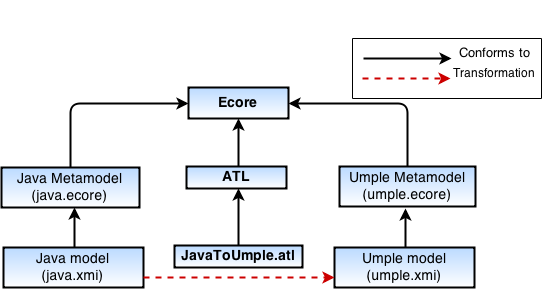 Conforms to
Transformation
Ecore
Java Metamodel
(java.ecore)
ATL
Umple Metamodel
(umple.ecore)
Java model
(java.xmi)
JavaToUmple.atl
Umple model
(umple.xmi)